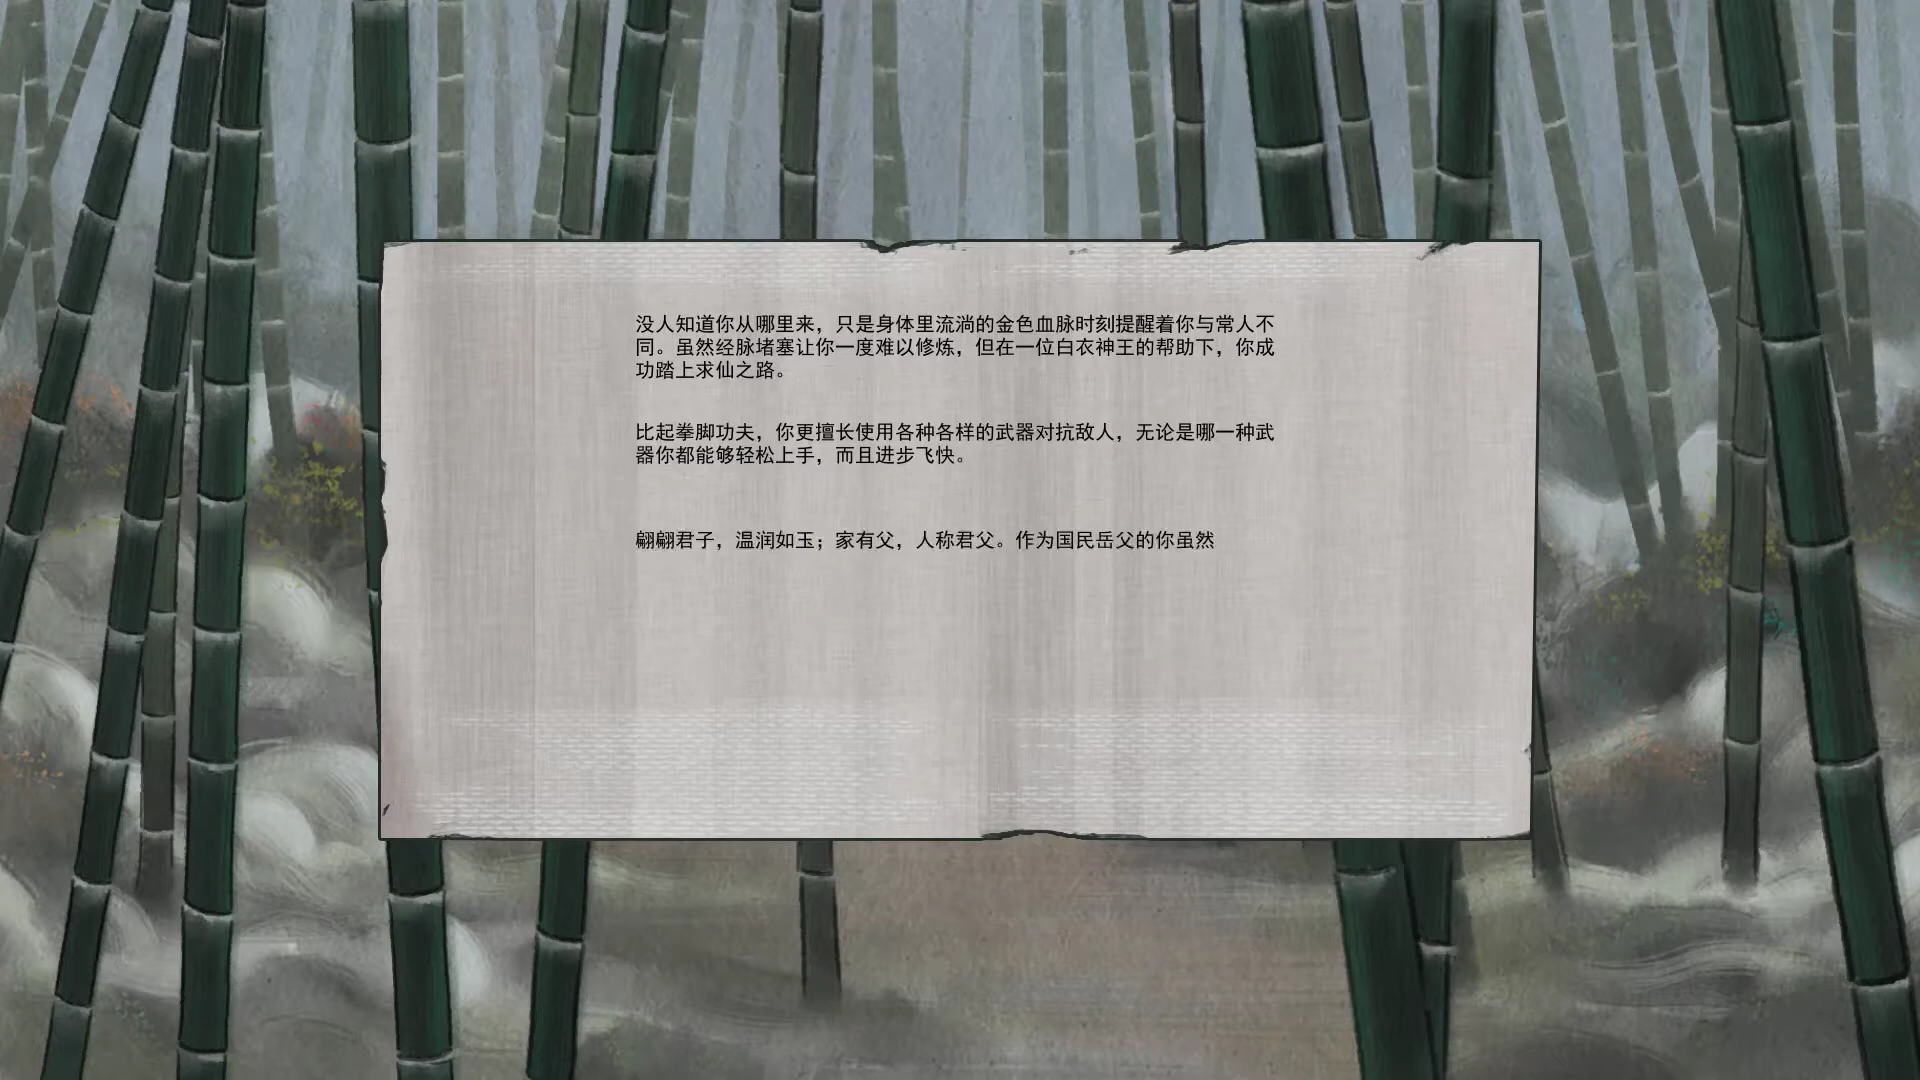 没人知道你从哪里来，只是身体里流淌的金色血脉时刻提醒着你与常人不
同。虽然经脉堵塞让你一度难以修炼，但在一位白衣神王的帮助下，你成
功踏上求仙之路。
比起拳脚功夫，你更擅长使用各种各样的武器对抗敌人，无论是哪一种武
器你都能够轻松上手，而且进步飞快。
翩翩君子，温润如玉；家有父，人称君父。作为国民岳父的你虽然